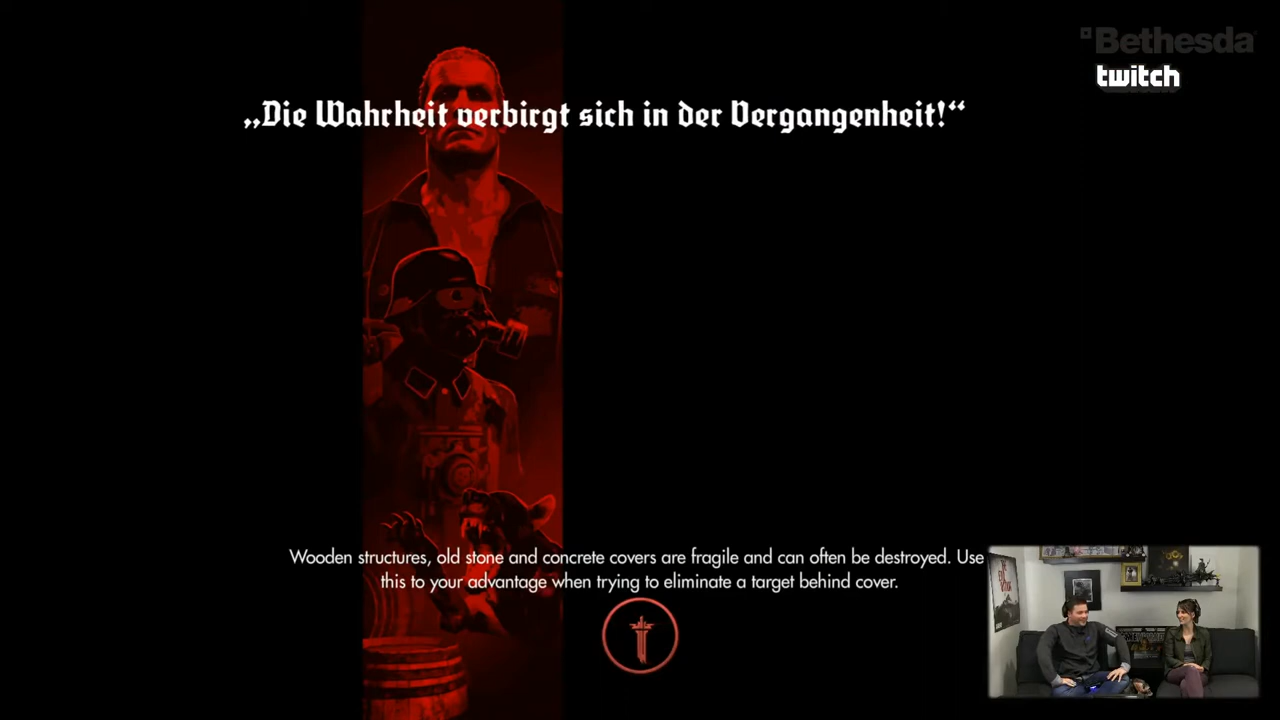 Bethesda
twitch
„Die Wahrheit verbirgt sich in der Vergangenheit!“
Wooden structures, old stone and concrete covers are fragile and can often be destroyed. Use
this to your advantage when trying to eliminate a target behind cover.